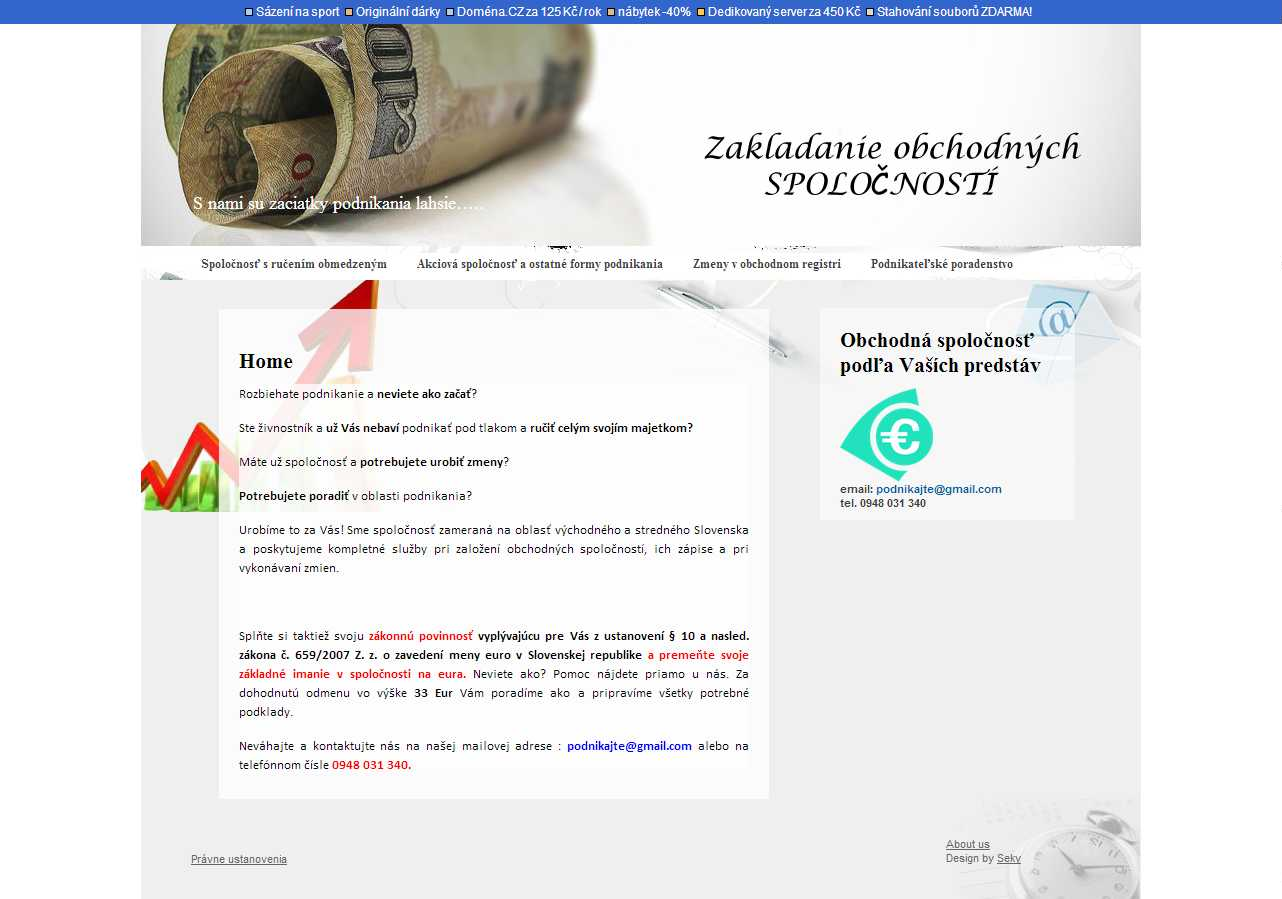 Sázení na sport Originální dárky Doména.CZ za 125 Kč / rok nábytek -40% Dedikovaný server za 450 Kč Stahování souborů ZDARMA!
Zakladanie obchodných
SPOLOČNOSTÍ
S nami su zaciatky podnikania lahsie.....
Spoločnosť s ručením obmedzeným Akciová spoločnosť a ostatné formy podnikania Zmeny v obchodnom registri Podnikateľské poradenstvo
Home
Rozbiehate podnikanie a neviete ako začať?
Ste živnostník a už Vás nebaví podnikať pod tlakom a ručiť celým svojím majetkom?
Máte už spoločnosť a potrebujete urobiť zmeny?
Potrebujete poradiť v oblasti podnikania?
Urobíme to za Vás! Sme spoločnosť zameraná na oblasť východného a stredného Slovenska
a poskytujeme kompletné služby pri založení obchodných spoločností, ich zápise a pri
vykonávaní zmien.
Splňte si taktiež svoju zákonnú povinnosť vyplývajúcu pre Vás z ustanovení § 10 a nasled.
zákona č. 659/2007 Z. z. o zavedení meny euro v Slovenskej republike a premeňte svoje
základné imanie v spoločnosti na eura. Neviete ako? Pomoc nájdete priamo u nás. Za
dohodnutú odmenu vo výške 33 Eur Vám poradíme ako a pripravíme všetky potrebné
podklady.
Neváhajte a kontaktujte nás na našej mailovej adrese : podnikajte@gmail.com alebo na
telefónnom čísle 0948 031 340.
Obchodná spoločnosť
podľa Vaších predstáv
email: podnikajte@gmail.com
tel. 0948 031 340
Právne ustanovenia
About us
Design by Seky